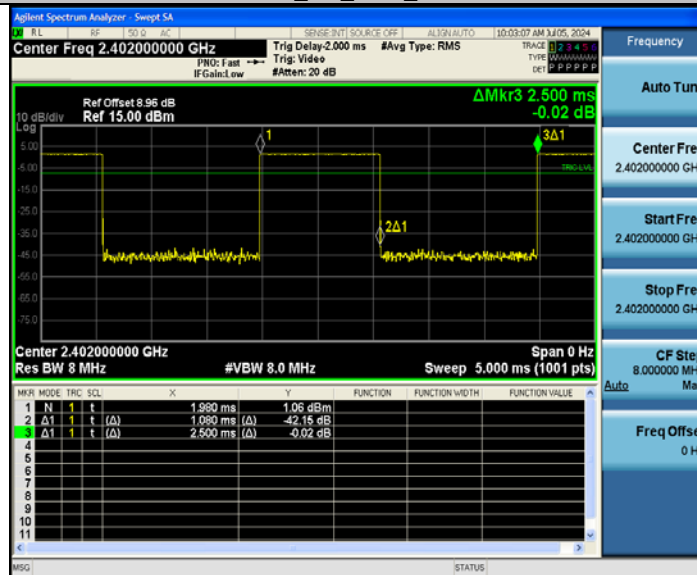 Agilent Spectrum Analyzer - Swept SA
RL RF 50 Ω AC SENSE:INT SOURCE OFF ALIGN AUTO 10:03:07 AM Jul 05, 2024
Center Freq 2.402000000 GHz
PNO: Fast
IFGain:Low
Trig Delay-2.000 ms
Trig: Video
#Atten: 20 dB
#Avg Type: RMS
TRACE 1 2 3 4 5 6
TYPE
DET P P P P P P
10 dB/div
Log
Ref Offset 8.96 dB
Ref 15.00 dBm
ΔMkr3 2.500 ms
-0.02 dB
5.00
-5.00
-15.0
-25.0
-35.0
-45.0
-55.0
-65.0
-75.0
1
2Δ1
3Δ1
TRIG LVL
Center 2.402000000 GHz
Span 0 Hz
Res BW 8 MHz
#VBW 8.0 MHz
Sweep 5.000 ms (1001 pts)
MKR MODE TRC SCL X Y FUNCTION FUNCTION WIDTH FUNCTION VALUE
1 N 1 t 1.980 ms 1.06 dBm
2 Δ1 1 t (Δ) 1.080 ms (Δ) -42.15 dB
3 Δ1 1 t (Δ) 2.500 ms (Δ) -0.02 dB
4
5
6
7
8
9
10
11
MSG
STATUS
Frequency
Auto Tun
Center Fre
2.402000000 GH
Start Fre
2.402000000 GH
Stop Fre
2.402000000 GH
CF Ste
8.000000 MH
Auto Ma
Freq Offse
0 H